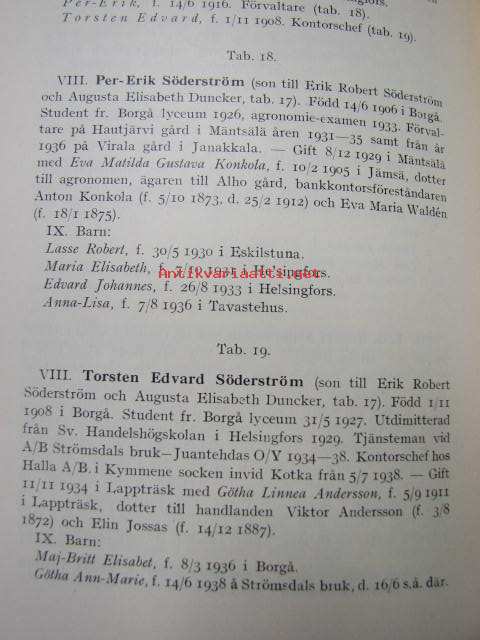 Per-Erik, f. 14/6 1916. Förvaltare (tab. 18).
Torsten Edvard, f. 1/11 1908. Kontorschef (tab. 19).
Tab. 18.
VIII. Per-Erik Söderström (son till Erik Robert Söderström
och Augusta Elisabeth Duncker, tab. 17). Född 14/6 1906 i Borgå.
Student fr. Borgå lyceum 1926, agronomie-examen 1933. Förval-
tare på Hautjärvi gård i Mäntsälä åren 1931—35 samt från år
1936 på Virala gård i Janakkala. — Gift 8/12 1929 i Mäntsälä
med Eva Matilda Gustava Konkola, f. 10/2 1905 i Jämsä, dotter
till agronomen, ägaren till Alho gård, bankkontorsföreståndaren
Anton Konkola (f. 5/10 1873, d. 25/2 1912) och Eva Maria Waldén
(f. 18/1 1875).
IX. Barn:
Lasse Robert, f. 30/5 1930 i Eskilstuna.
Maria Elisabeth, f. 7/10 1931 i Helsingfors.
antikvariaatti.net
Edvard Johannes, f. 26/8 1933 i Helsingfors.
Anna-Lisa, f. 7/8 1936 i Tavastehus.
Tab. 19.
VIII. Torsten Edvard Söderström (son till Erik Robert
Söderström och Augusta Elisabeth Duncker, tab. 17). Född 1/11
1908 i Borgå. Student fr. Borgå lyceum 31/5 1927. Utdimitterad
från Sv. Handelshögskolan i Helsingfors 1929. Tjänsteman vid
A/B Strömsdals bruk—Juantehdas O/Y 1934—38. Kontorschef hos
Halla A/B. i Kymmene socken invid Kotka från 5/7 1938. — Gift
11/11 1934 i Lappträsk med Götha Linnea Andersson, f. 5/9 1911
i Lappträsk, dotter till handlanden Viktor Andersson (f. 3/8
1872) och Elin Jossas (f. 14/12 1887).
IX. Barn:
Maj-Britt Elisabet, f. 8/3 1936 i Borgå.
Götha Ann-Marie, f. 14/6 1938 å Strömsdals bruk, d. 16/6 s.å. där.